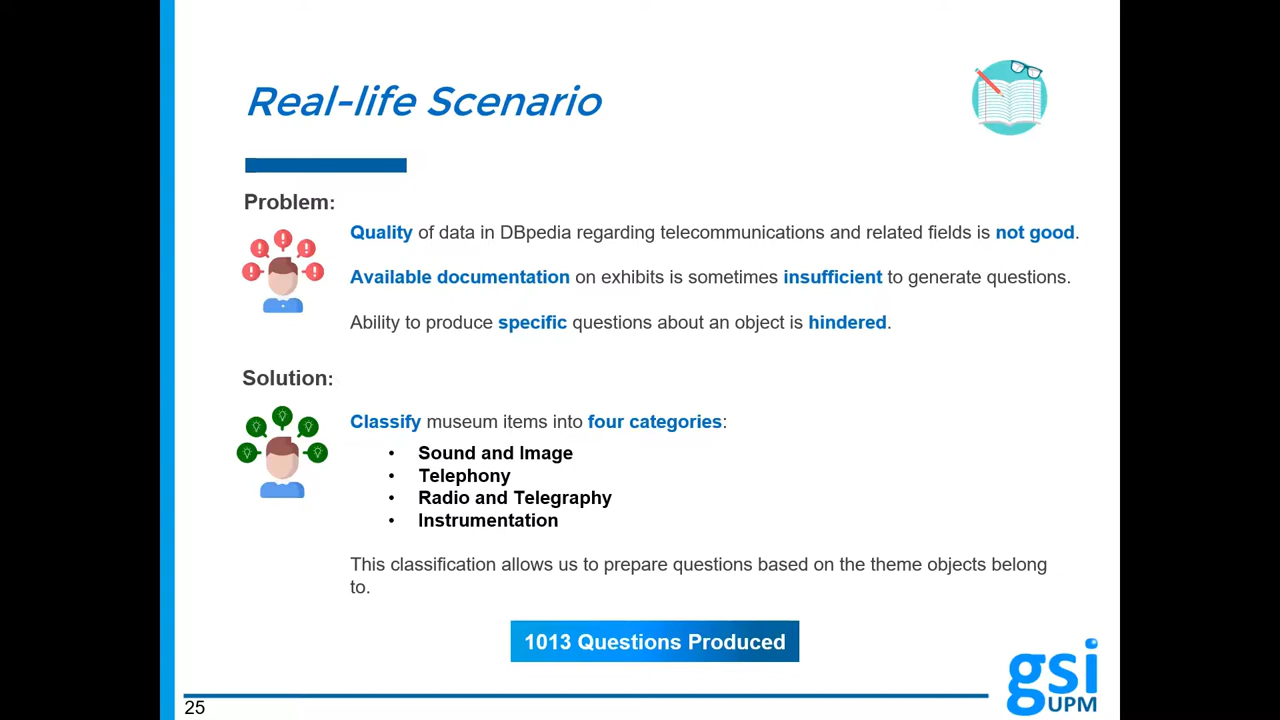 Real-life Scenario
Problem:
Quality of data in DBpedia regarding telecommunications and related fields is not good.
Available documentation on exhibits is sometimes insufficient to generate questions.
Ability to produce specific questions about an object is hindered.
Solution:
Classify museum items into four categories:
• Sound and Image
• Telephony
• Radio and Telegraphy
• Instrumentation
This classification allows us to prepare questions based on the theme objects belong
to.
1013 Questions Produced
gsi
UPM
25